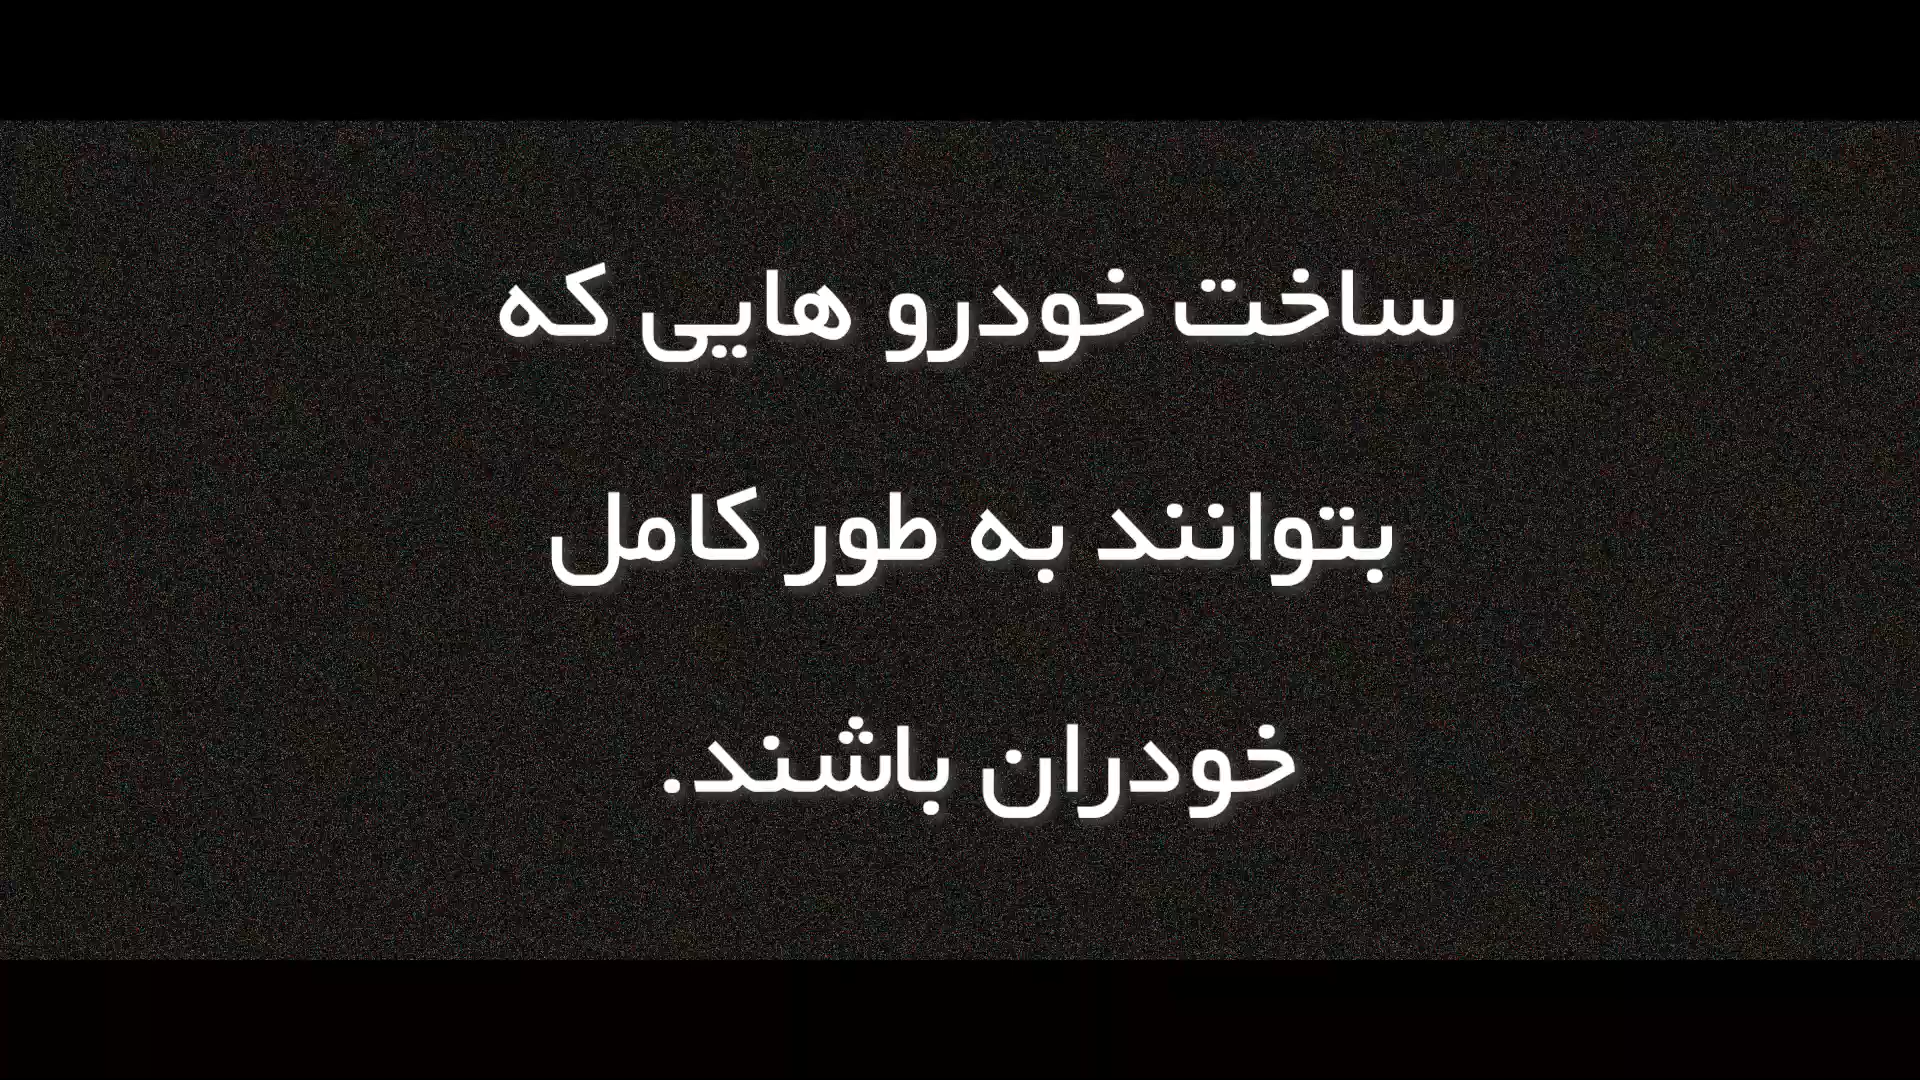 ساخت خودرو هایی که
بتوانند به طور کامل
خودران باشند.